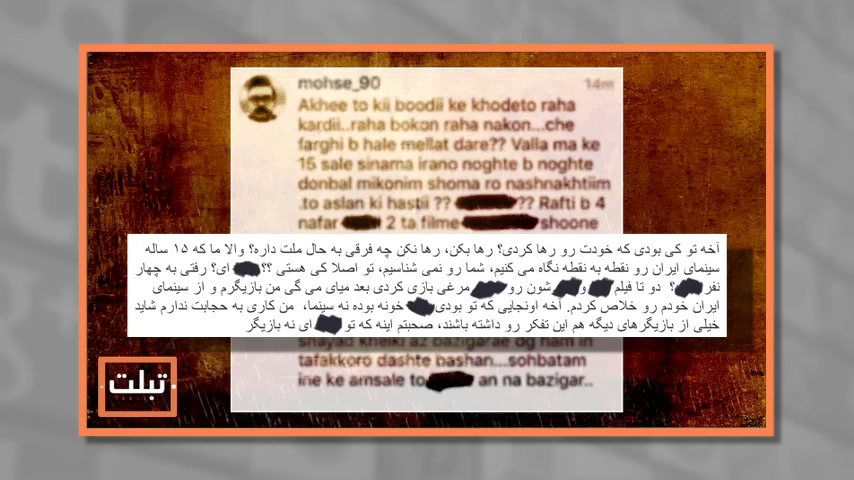 mohse_90 14m
Akhee to kii boodii ke khodeto raha
kardii..raha bokon raha nakon...che
farghi b hale mellat dare?? Valla ma ke
15 sale sinama irano noghte b noghte
donbal mikonim shoma ro nashnakhtiim
.to aslan ki hastii ?? ?? Rafti b 4
nafar 2 ta filme shoone
آخه تو کی بودی که خودت رو رها کردی؟ رها بکن، رها نکن چه فرقی به حال ملت داره؟ والا ما که ۱۵ ساله
سینمای ایران رو نقطه به نقطه نگاه می کنیم، شما رو نمی شناسیم، تو اصلا کی هستی ؟؟ ای؟ رفتی به چهار
نفر ؟ دو تا فیلم و شون رو مرغی بازی کردی بعد میای می گی من بازیگرم و از سینمای
ایران خودم رو خلاص کردم. آخه اونجایی که تو بودی خونه بوده نه سینما، من کاری به حجابت ندارم شاید
خیلی از بازیگرهای دیگه هم این تفکر رو داشته باشند، صحبتم اینه که تو ای نه بازیگر
shayad kheiki az bazigarae dg ham in
tafakkoro dashte bashan...sohbatam
ine ke amsale to an na bazigar..
تبلت